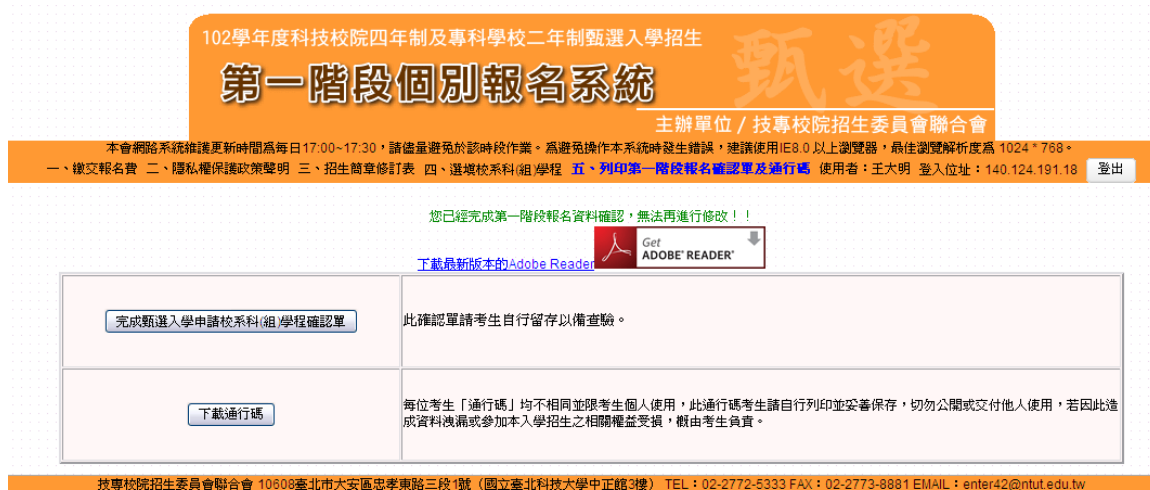 102學年度科技校院四年制及專科學校二年制甄選入學招生
甄選
第一階段個別報名系統
主辦單位 / 技專校院招生委員會聯合會
本會網路系統維護更新時間為每日17:00~17:30，請儘量避免於該時段作業。為避免操作本系統時發生錯誤，建議使用IE8.0 以上瀏覽器，最佳瀏覽解析度為 1024 * 768。
一、繳交報名費 二、隱私權保護政策聲明 三、招生簡章修訂表 四、選填校系科(組)學程 五、列印第一階段報名確認單及通行碼 使用者：王大明 登入位址：140.124.191.18 登出
您已經完成第一階段報名資料確認，無法再進行修改！！
Get
ADOBE® READER®
下載最新版本的Adobe Reader
完成甄選入學申請校系科(組)學程確認單 此確認單請考生自行留存以備查驗。
下載通行碼
每位考生「通行碼」均不相同並限考生個人使用，此通行碼考生請自行列印並妥善保存，切勿公開或交付他人使用，若因此造
成資料洩漏或參加本入學招生之相關權益受損，概由考生負責。
技專校院招生委員會聯合會 10608臺北市大安區忠孝東路三段1號（國立臺北科技大學中正館3樓） TEL：02-2772-5333 FAX：02-2773-8881 EMAIL：enter42@ntut.edu.tw